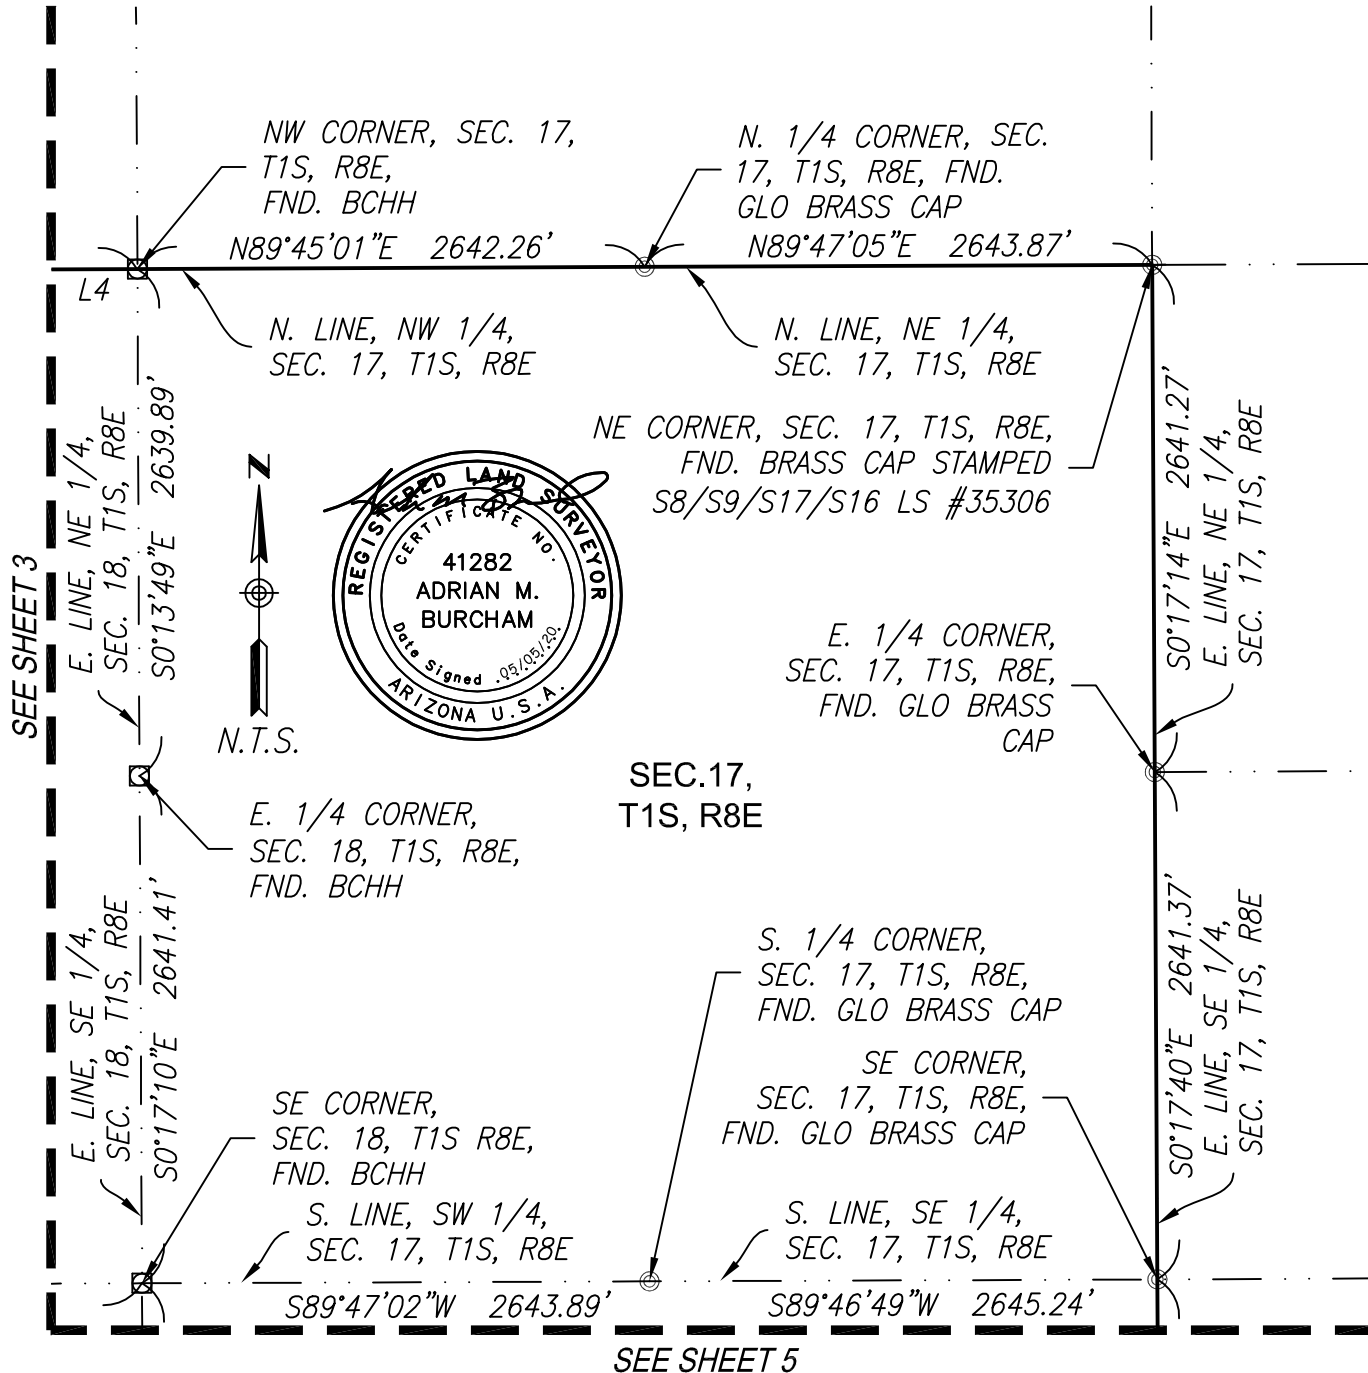 NW CORNER, SEC. 17,
T1S, R8E,
FND. BCHH
N. 1/4 CORNER, SEC.
17, T1S, R8E, FND.
GLO BRASS CAP
N89°45'01"E 2642.26'
N89°47'05"E 2643.87'
L4
N. LINE, NW 1/4,
SEC. 17, T1S, R8E
N. LINE, NE 1/4,
SEC. 17, T1S, R8E
NE CORNER, SEC. 17, T1S, R8E,
FND. BRASS CAP STAMPED
S8/S9/S17/S16 LS #35306
E. LINE, NE 1/4,
SEC. 18, T1S, R8E
S0°13'49"E 2639.89'
S0°17'14"E 2641.27'
E. LINE, NE 1/4,
SEC. 17, T1S, R8E
SEE SHEET 3
N
N.T.S.
REGISTERED LAND SURVEYOR
CERTIFICATE NO.
41282
ADRIAN M.
BURCHAM
Date Signed 05/05/20
ARIZONA U.S.A.
E. 1/4 CORNER,
SEC. 17, T1S, R8E,
FND. GLO BRASS
CAP
SEC.17,
T1S, R8E
E. 1/4 CORNER,
SEC. 18, T1S, R8E,
FND. BCHH
E. LINE, SE 1/4,
SEC. 18, T1S, R8E
S0°17'10"E 2641.41'
S0°17'40"E 2641.37'
E. LINE, SE 1/4,
SEC. 17, T1S, R8E
S. 1/4 CORNER,
SEC. 17, T1S, R8E,
FND. GLO BRASS CAP
SE CORNER,
SEC. 17, T1S, R8E,
FND. GLO BRASS CAP
SE CORNER,
SEC. 18, T1S R8E,
FND. BCHH
S. LINE, SW 1/4,
SEC. 17, T1S, R8E
S. LINE, SE 1/4,
SEC. 17, T1S, R8E
S89°47'02"W 2643.89'
S89°46'49"W 2645.24'
SEE SHEET 5